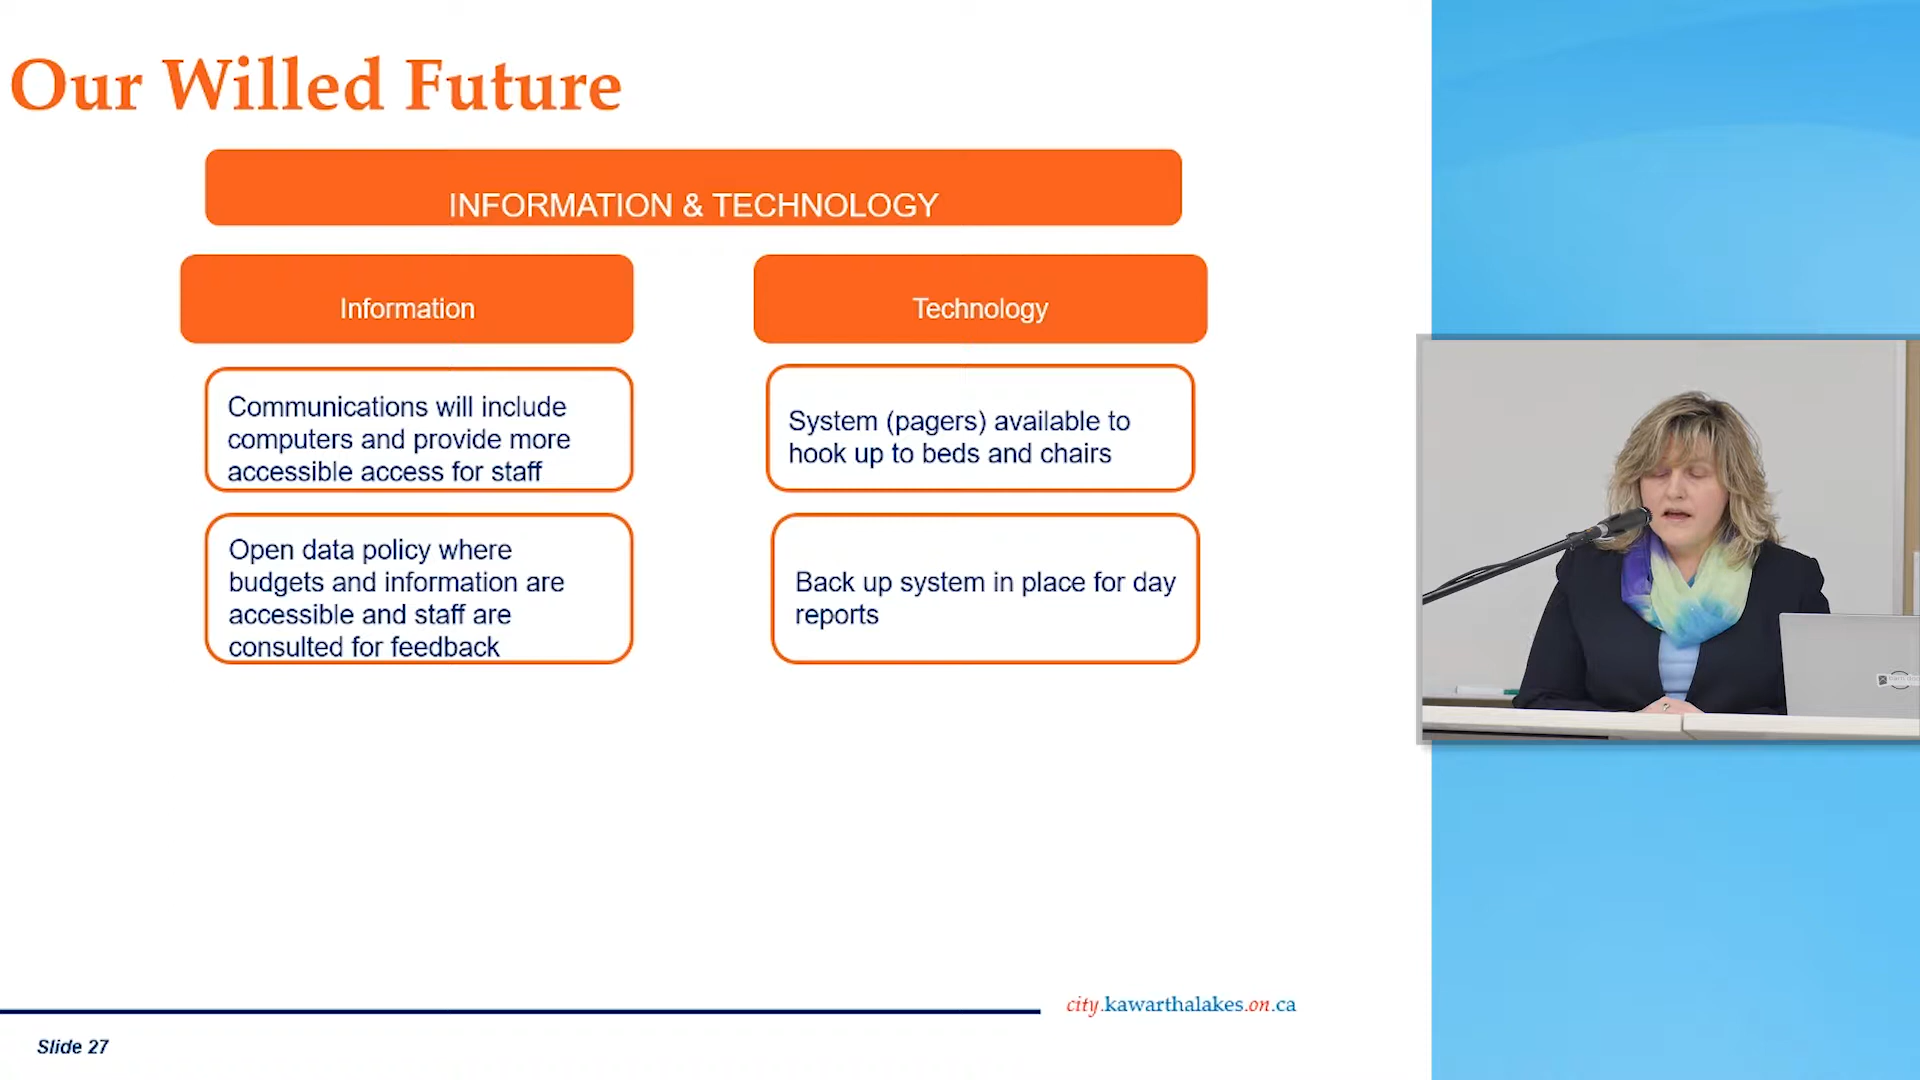 Our Willed Future
INFORMATION & TECHNOLOGY
Information
Technology
Communications will include
computers and provide more
accessible access for staff
System (pagers) available to
hook up to beds and chairs
Open data policy where
budgets and information are
accessible and staff are
consulted for feedback
Back up system in place for day
reports
city.kawarthalakes.on.ca
Slide 27